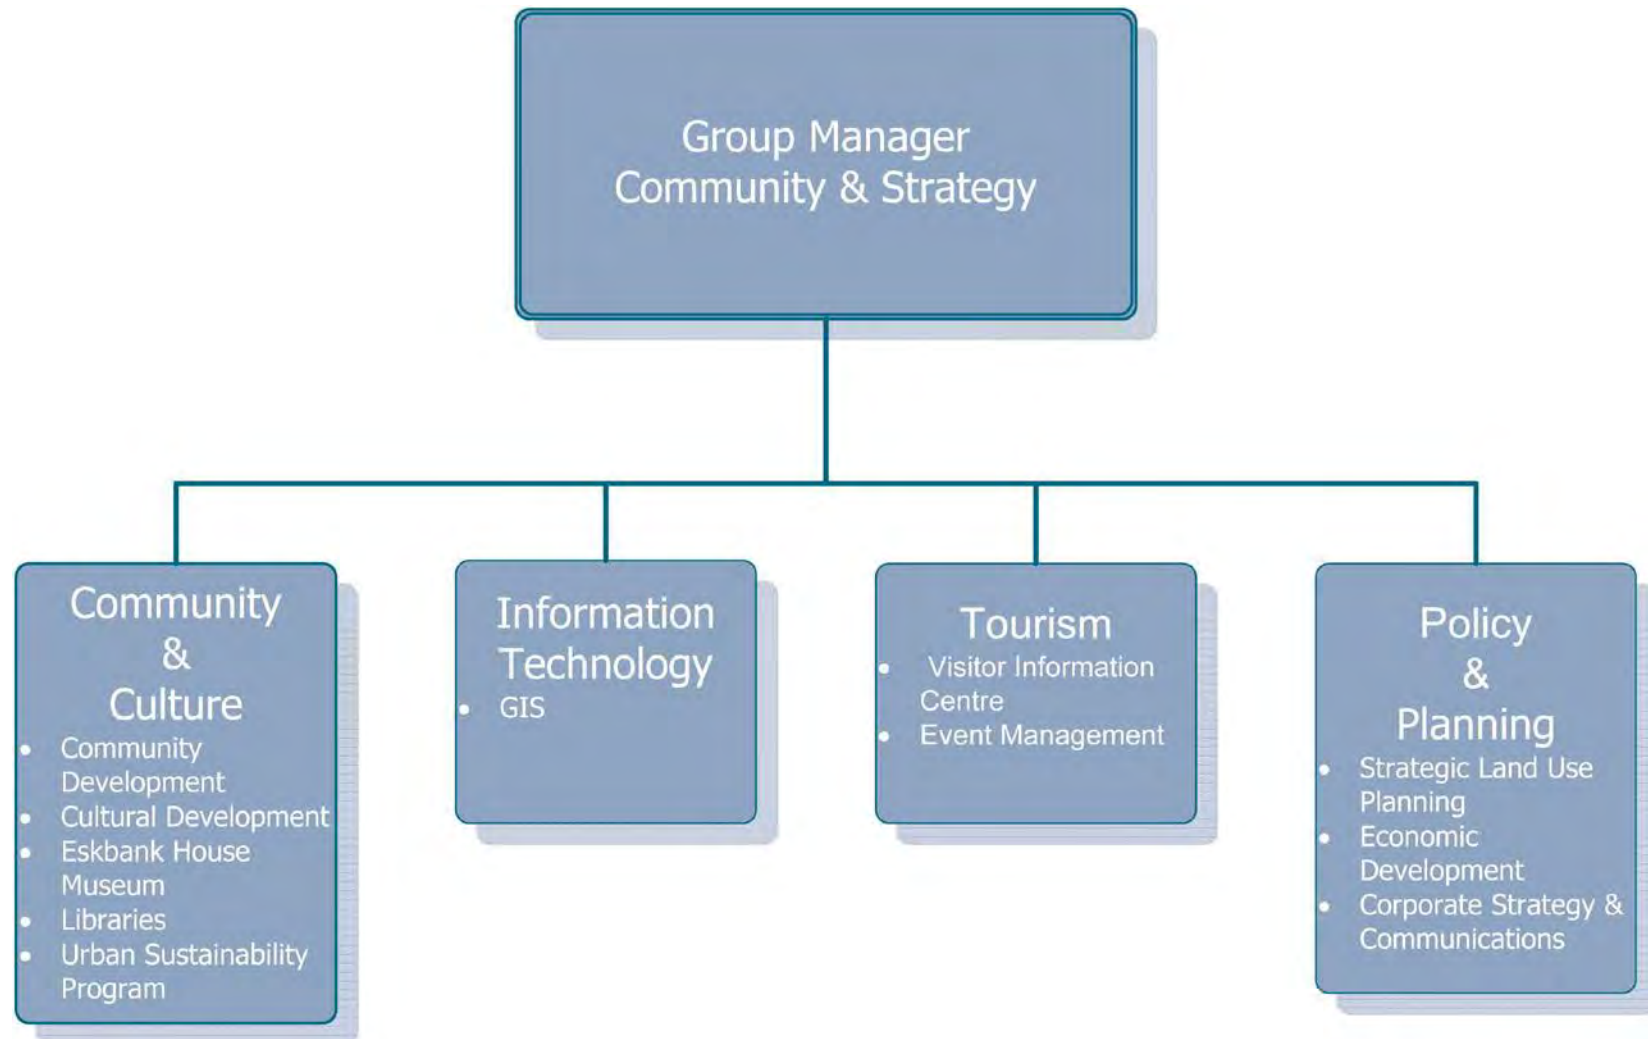 Group Manager
Community & Strategy
Community
&
Culture
• Community
Development
• Cultural Development
• Eskbank House
Museum
• Libraries
• Urban Sustainability
Program
Information
Technology
• GIS
Tourism
• Visitor Information
Centre
• Event Management
Policy
&
Planning
• Strategic Land Use
Planning
• Economic
Development
• Corporate Strategy &
Communications